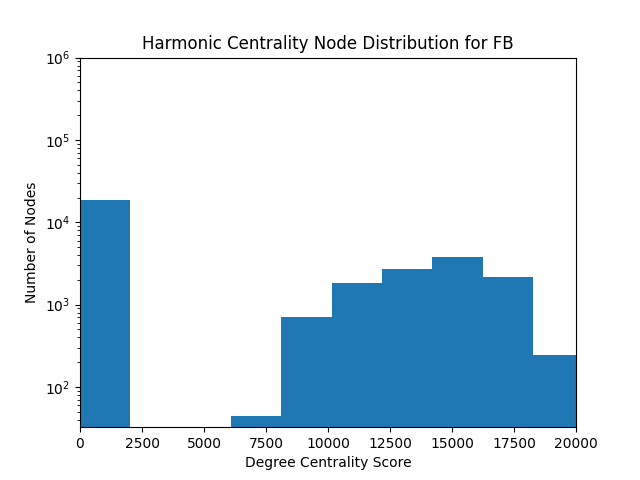 Harmonic Centrality Node Distribution for FB
Number of Nodes
10^6
10^5
10^4
10^3
10^2
0 2500 5000 7500 10000 12500 15000 17500 20000
Degree Centrality Score